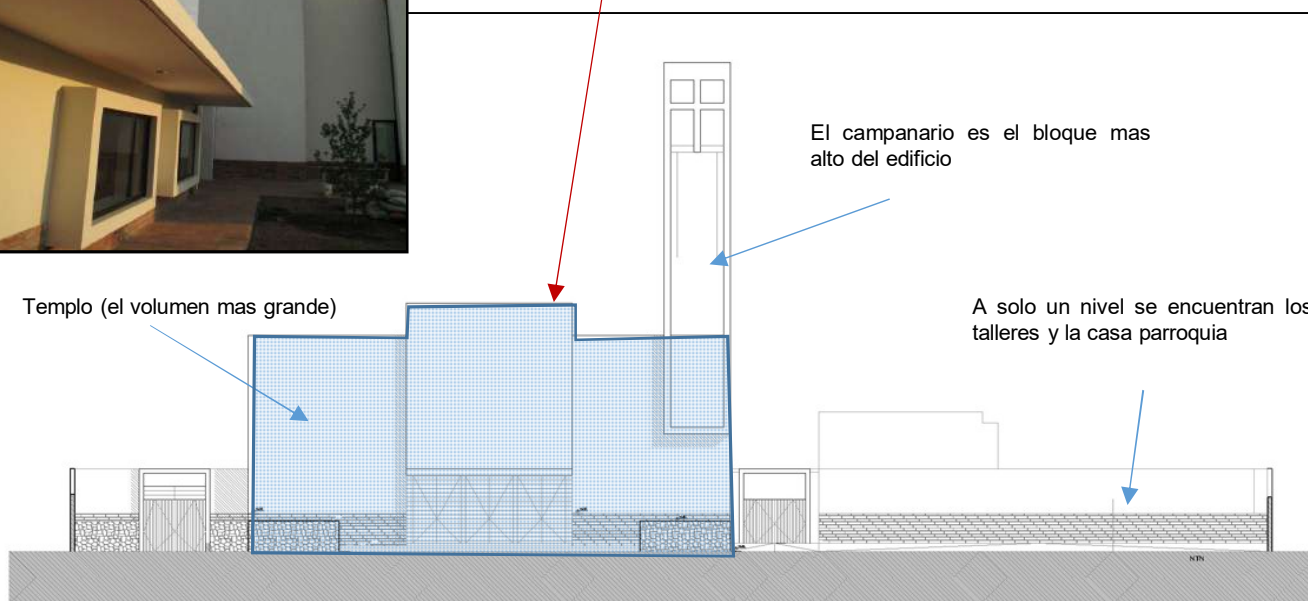 El campanario es el bloque mas
alto del edificio
Templo (el volumen mas grande)
A solo un nivel se encuentran los
talleres y la casa parroquia
NTN